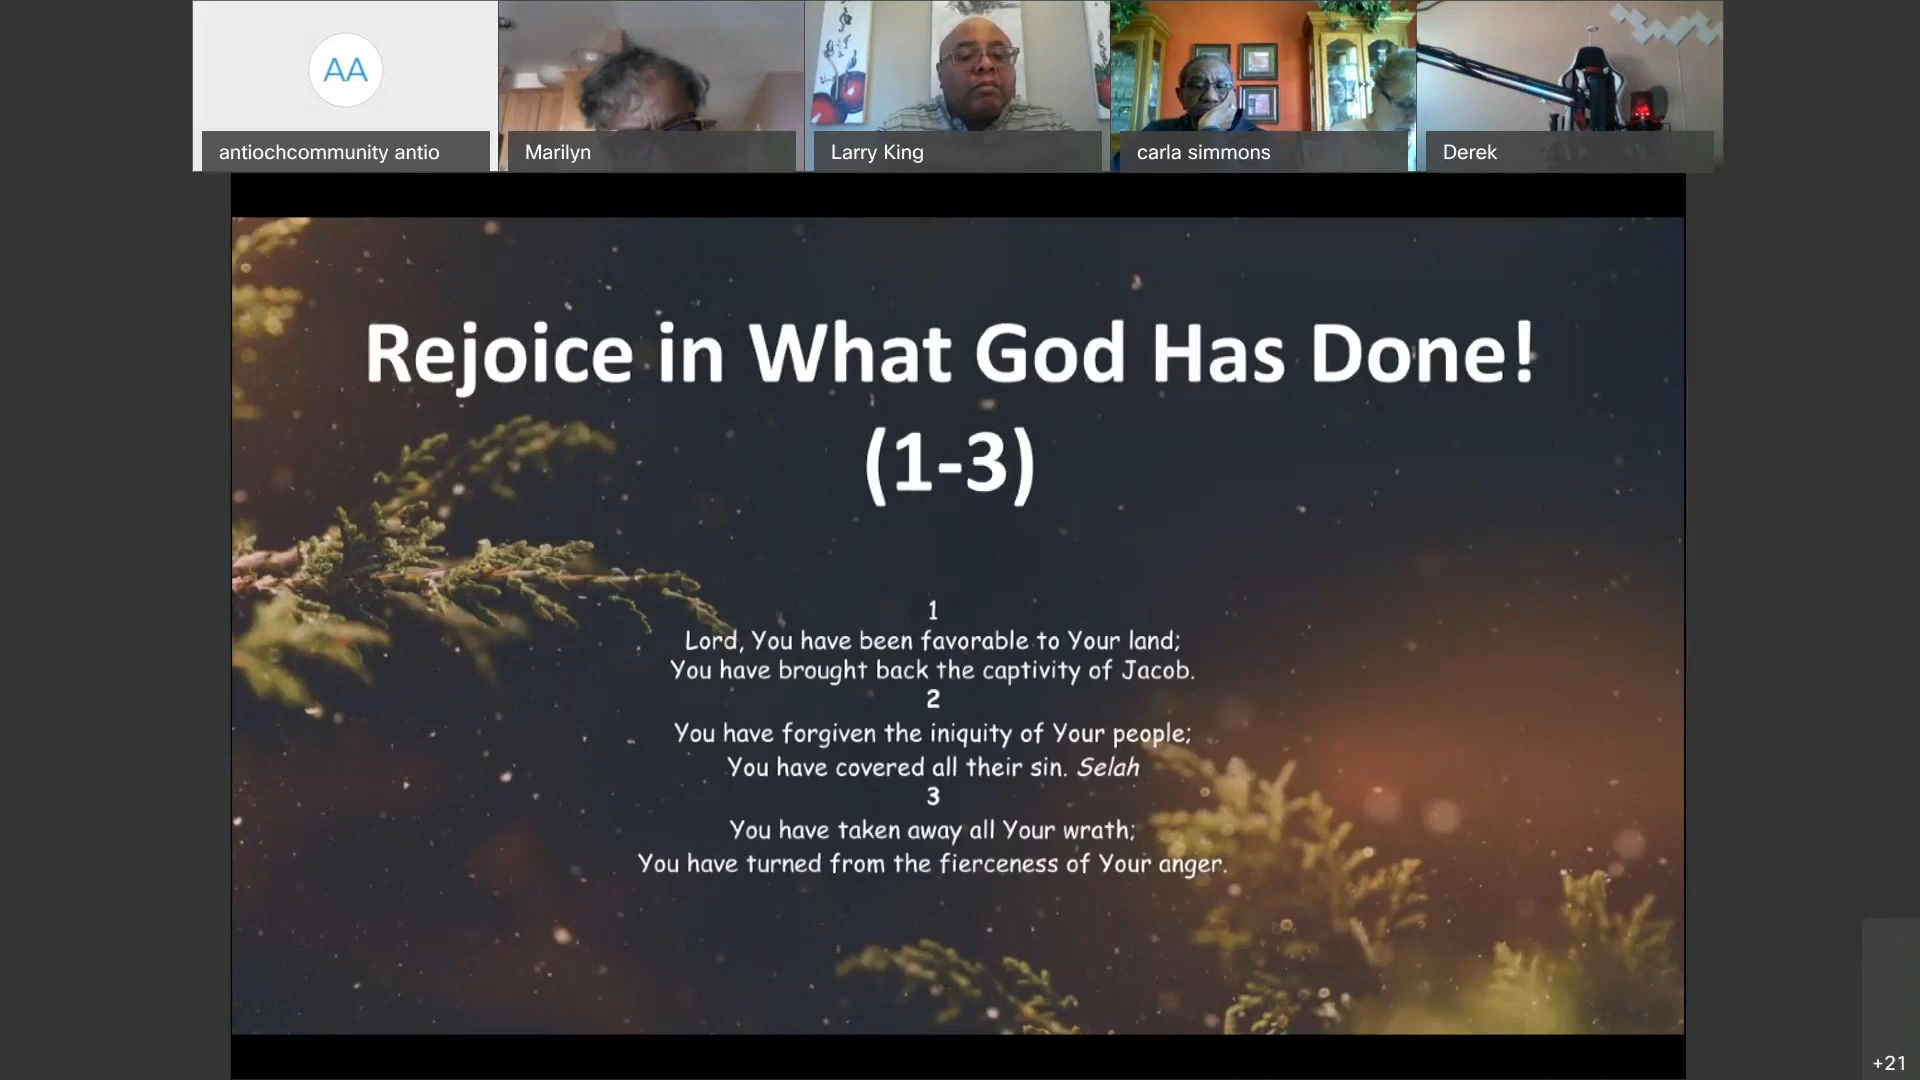 AA
antiochcommunity antio
Marilyn
Larry King
carla simmons
Derek
Rejoice in What God Has Done!
(1-3)
1
Lord, You have been favorable to Your land;
You have brought back the captivity of Jacob.
2
You have forgiven the iniquity of Your people;
You have covered all their sin. Selah
3
You have taken away all Your wrath;
You have turned from the fierceness of Your anger.
+21